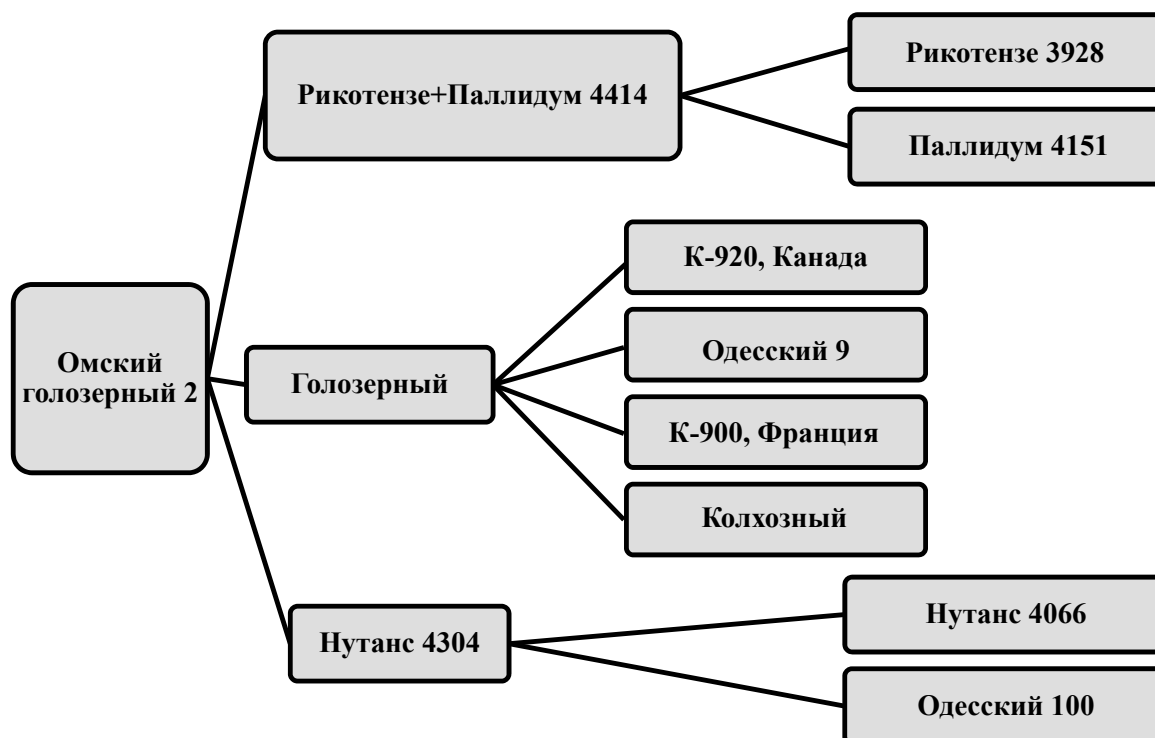 Рикотензе 3928
Рикотензе+Паллидум 4414
Паллидум 4151
К-920, Канада
Омский
голозерный 2
Одесский 9
Голозерный
К-900, Франция
Колхозный
Нутанс 4066
Нутанс 4304
Одесский 100